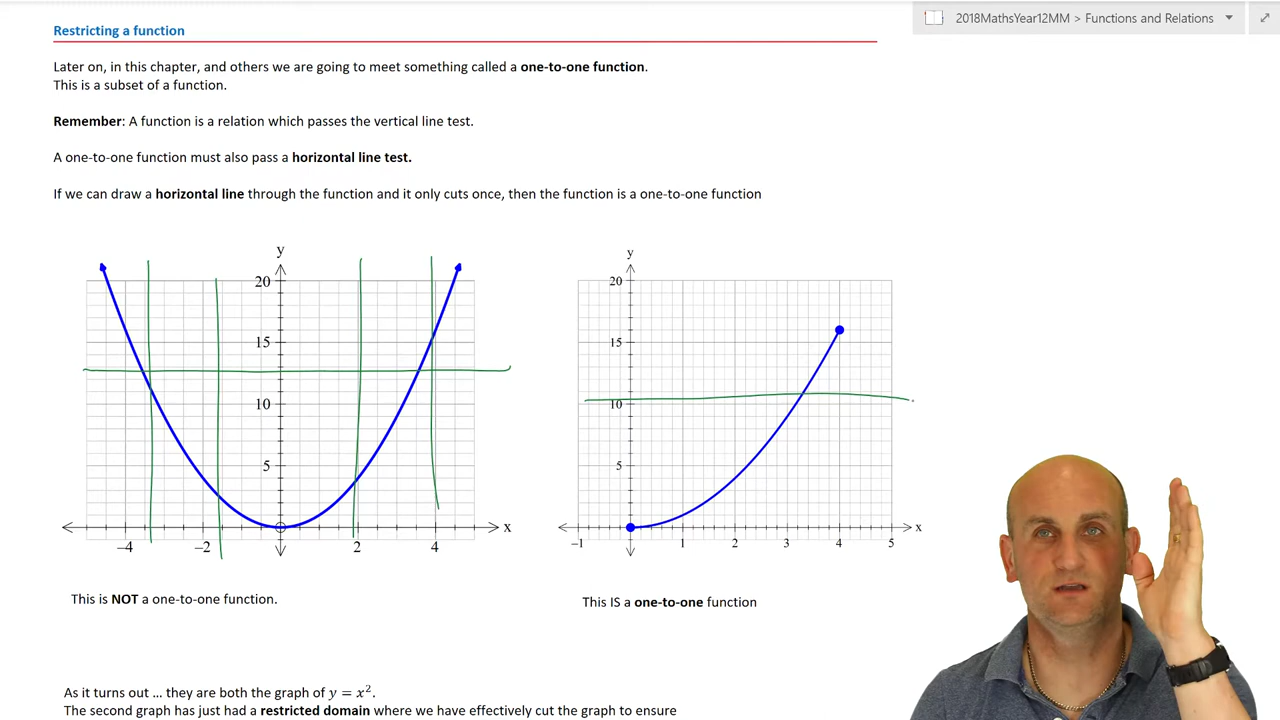 2018MathsYear12MM > Functions and Relations
Restricting a function
Later on, in this chapter, and others we are going to meet something called a one-to-one function.
This is a subset of a function.
Remember: A function is a relation which passes the vertical line test.
A one-to-one function must also pass a horizontal line test.
If we can draw a horizontal line through the function and it only cuts once, then the function is a one-to-one function
y
20
15
10
5
−4 −2 2 4 x
y
20
15
10
5
−1 1 2 3 4 5 x
This is NOT a one-to-one function.
This IS a one-to-one function
As it turns out ... they are both the graph of y = x².
The second graph has just had a restricted domain where we have effectively cut the graph to ensure